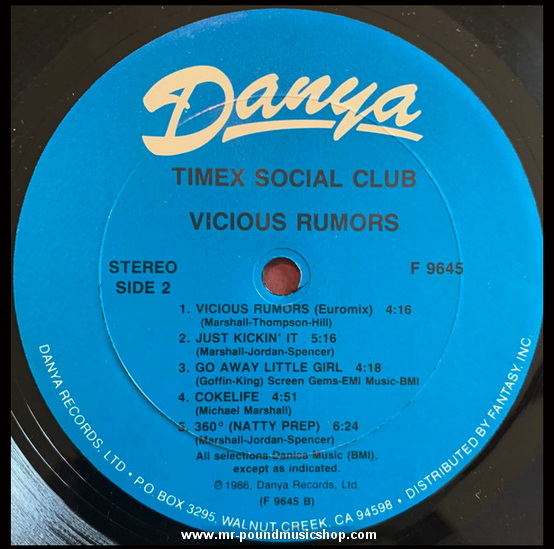 Danya
TIMEX SOCIAL CLUB
VICIOUS RUMORS
STEREO
SIDE 2
F 9645
1. VICIOUS RUMORS (Euromix) 4:16
(Marshall-Thompson-Hill)
2. JUST KICKIN' IT 5:16
(Marshall-Jordan-Spencer)
3. GO AWAY LITTLE GIRL 4:18
(Goffin-King) Screen Gems-EMI Music-BMI
4. COKELIFE 4:51
(Michael Marshall)
5. 360° (NATTY PREP) 6:24
(Marshall-Jordan-Spencer)
All selections Danica Music (BMI),
except as indicated.
℗ 1986, Danya Records, Ltd.
(F 9645 B)
DANYA RECORDS, LTD • PO. BOX 3295, WALNUT CREEK, CA 94598 • DISTRIBUTED BY FANTASY, INC.
www.mr-poundmusicshop.com